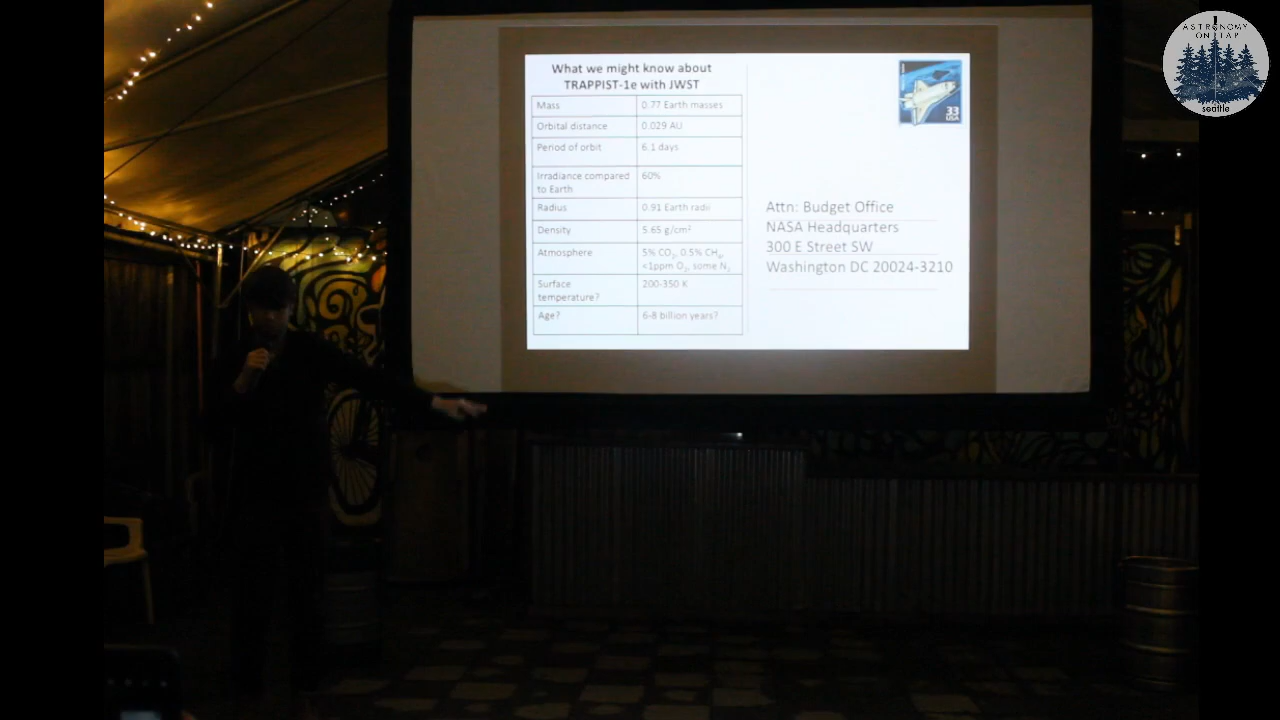 What we might know about
TRAPPIST-1e with JWST
Mass 0.77 Earth masses
Orbital distance 0.029 AU
Period of orbit 6.1 days
Irradiance compared 60%
to Earth
Radius 0.91 Earth radii
Density 5.65 g/cm²
Atmosphere 5% CO₂, 0.5% CH₄,
<1ppm O₂, some N₂
Surface 200-350 K
temperature?
Age? 6-8 billion years?
33
USA
Attn: Budget Office
NASA Headquarters
300 E Street SW
Washington DC 20024-3210
ASTRONOMY
ON TAP
seattle